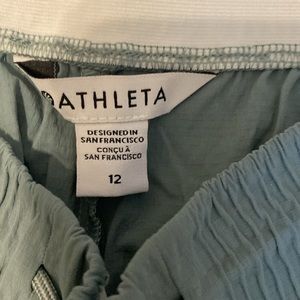 ATHLETA
DESIGNED IN
SAN FRANCISCO
CONÇU À
SAN FRANCISCO
12